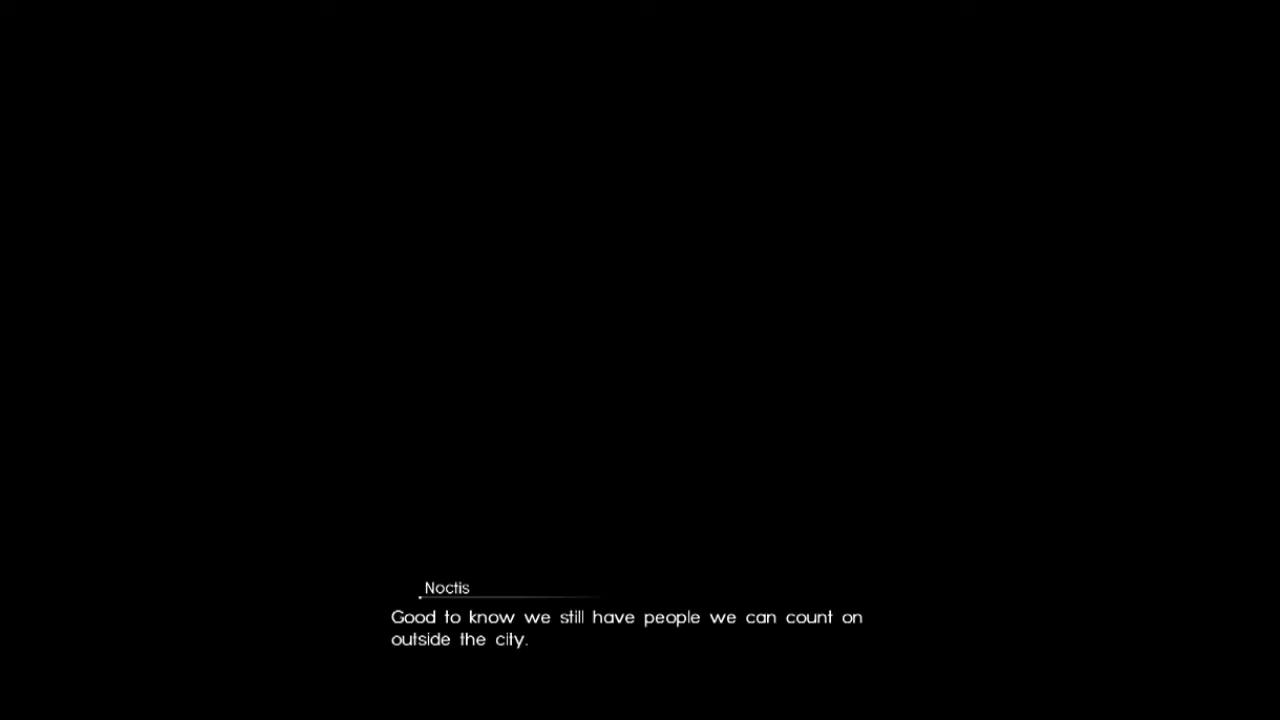 Noctis
Good to know we still have people we can count on
outside the city.